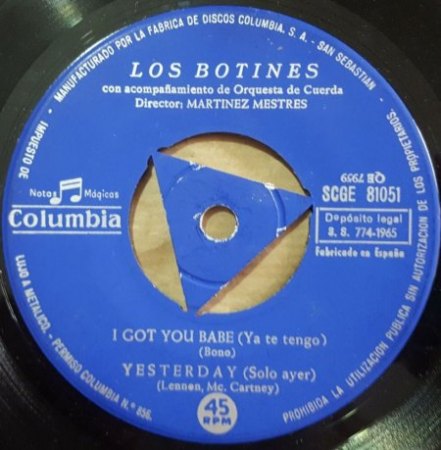 MANUFACTURADO POR LA FABRICA DE DISCOS COLUMBIA, S. A. - SAN SEBASTIAN -
IMPUESTO DE LUJO A METALICO. - PERMISO COLUMBIA N.º 856.
PROHIBIDA LA UTILIZACION PUBLICA SIN AUTORIZACION DE LOS PROPIETARIOS.
LOS BOTINES
con acompañamiento de Orquesta de Cuerda
Director: MARTINEZ MESTRES
QE 7959
SCGE 81051
Notas Mágicas
Columbia
Depósito legal
S. S. 774-1965
Fabricado en España
I GOT YOU BABE (Ya te tengo)
(Bono)
YESTERDAY (Solo ayer)
(Lennon, Mc. Cartney)
45
RPM